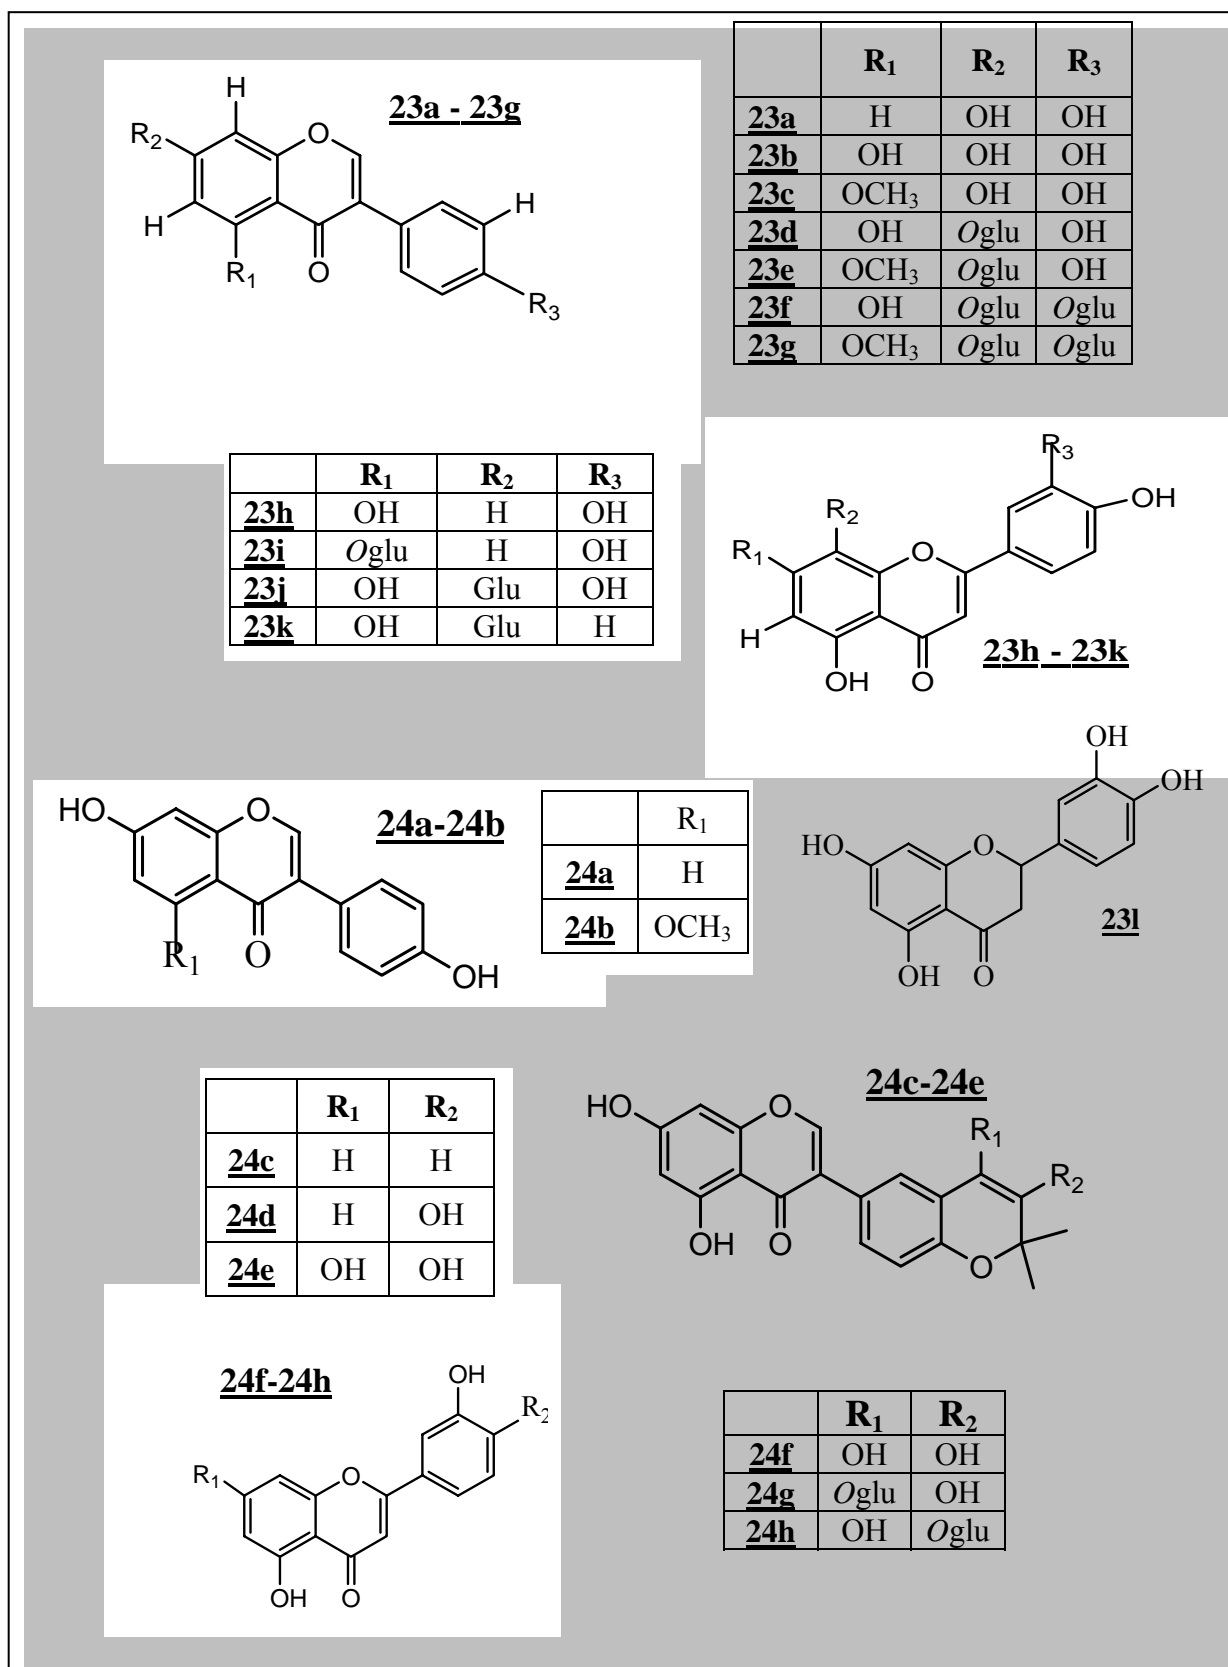 23a - 23g
H
R2
O
H
R1
O
H
R3
R1 R2 R3
23a H OH OH
23b OH OH OH
23c OCH3 OH OH
23d OH Oglu OH
23e OCH3 Oglu OH
23f OH Oglu Oglu
23g OCH3 Oglu Oglu
R1 R2 R3
23h OH H OH
23i Oglu H OH
23j OH Glu OH
23k OH Glu H
R3
OH
R2
R1
O
H
OH
O
23h - 23k
HO
O
24a-24b
R1
O
OH
R1
24a H
24b OCH3
OH
OH
HO
O
OH
O
23l
R1 R2
24c H H
24d H OH
24e OH OH
24c-24e
HO
O
R1
R2
OH
O
O
24f-24h
OH
R2
R1
O
OH
O
R1 R2
24f OH OH
24g Oglu OH
24h OH Oglu